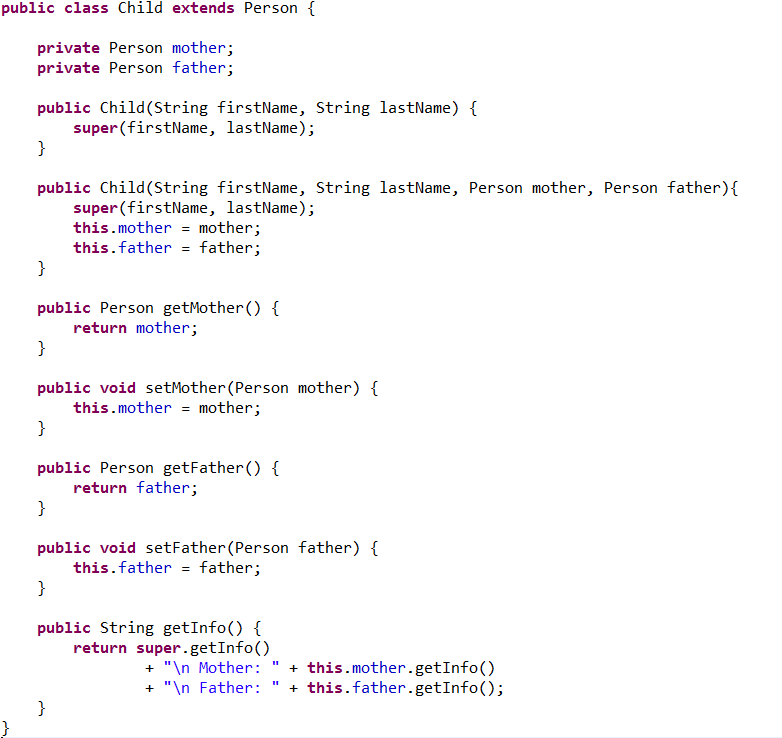 public class Child extends Person {
private Person mother;
private Person father;
public Child(String firstName, String lastName) {
super(firstName, lastName);
}
public Child(String firstName, String lastName, Person mother, Person father){
super(firstName, lastName);
this.mother = mother;
this.father = father;
}
public Person getMother() {
return mother;
}
public void setMother(Person mother) {
this.mother = mother;
}
public Person getFather() {
return father;
}
public void setFather(Person father) {
this.father = father;
}
public String getInfo() {
return super.getInfo()
+ "\n Mother: " + this.mother.getInfo()
+ "\n Father: " + this.father.getInfo();
}
}